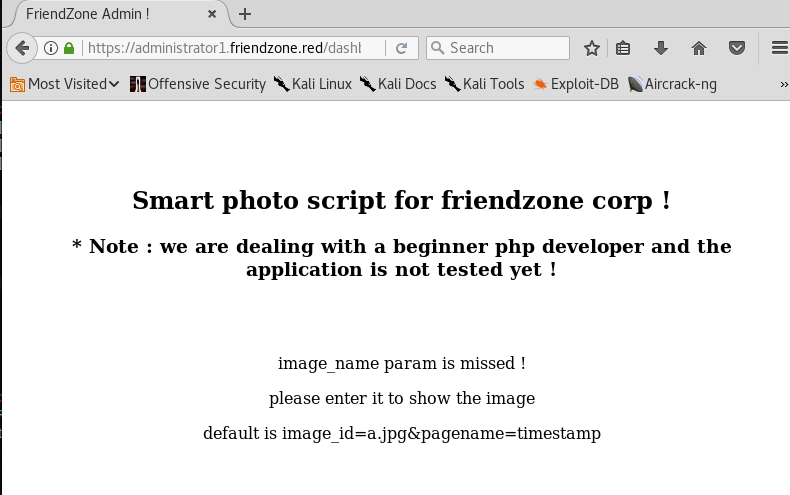 FriendZone Admin !
https://administrator1.friendzone.red/dashb
Search
Most Visited
Offensive Security
Kali Linux
Kali Docs
Kali Tools
Exploit-DB
Aircrack-ng
Smart photo script for friendzone corp !
* Note : we are dealing with a beginner php developer and the
application is not tested yet !
image_name param is missed !
please enter it to show the image
default is image_id=a.jpg&pagename=timestamp